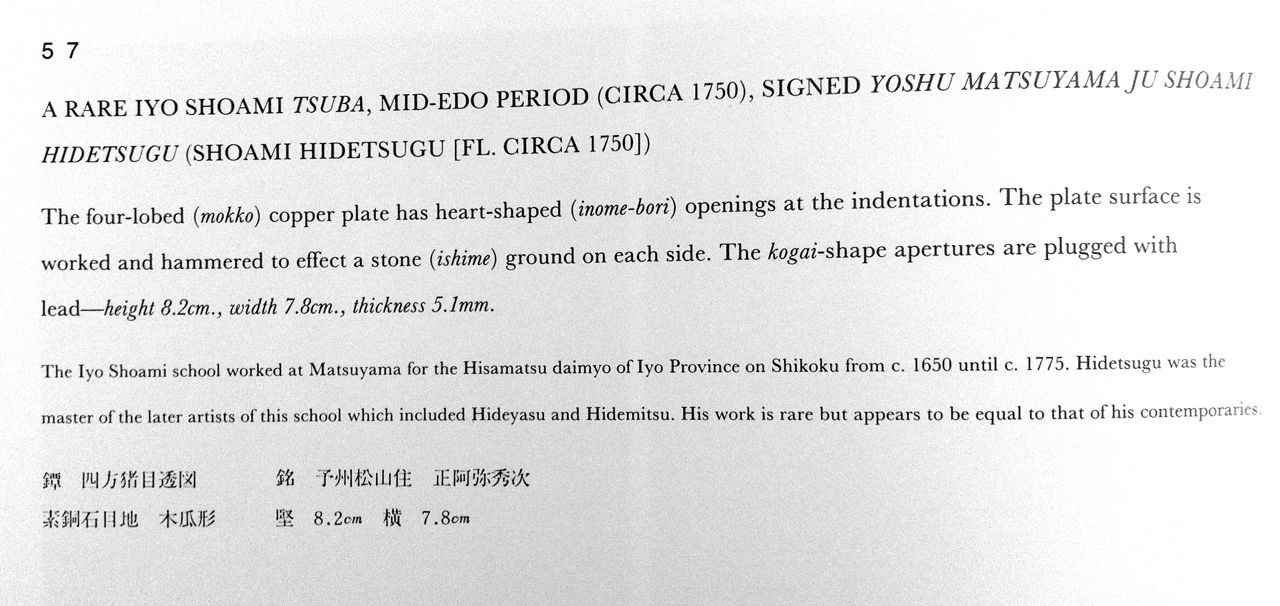 57
A RARE IYO SHOAMI TSUBA, MID-EDO PERIOD (CIRCA 1750), SIGNED YOSHU MATSUYAMA JU SHOAMI
HIDETSUGU (SHOAMI HIDETSUGU [FL. CIRCA 1750])
The four-lobed (mokko) copper plate has heart-shaped (inome-bori) openings at the indentations. The plate surface is
worked and hammered to effect a stone (ishime) ground on each side. The kogai-shape apertures are plugged with
lead—height 8.2cm., width 7.8cm., thickness 5.1mm.
The Iyo Shoami school worked at Matsuyama for the Hisamatsu daimyo of Iyo Province on Shikoku from c. 1650 until c. 1775. Hidetsugu was the
master of the later artists of this school which included Hideyasu and Hidemitsu. His work is rare but appears to be equal to that of his contemporaries.
鐔　四方猪目透図　　銘　予州松山住　正阿弥秀次
素銅石目地　木瓜形　　堅　8.2cm　横　7.8cm